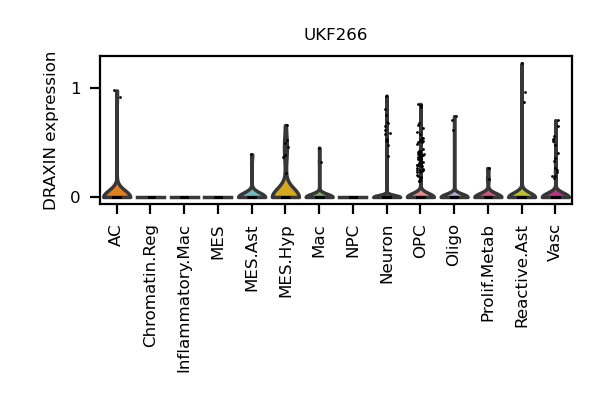 UKF266
DRAXIN expression
1
0
AC
Chromatin.Reg
Inflammatory.Mac
MES
MES.Ast
MES.Hyp
Mac
NPC
Neuron
OPC
Oligo
Prolif.Metab
Reactive.Ast
Vasc